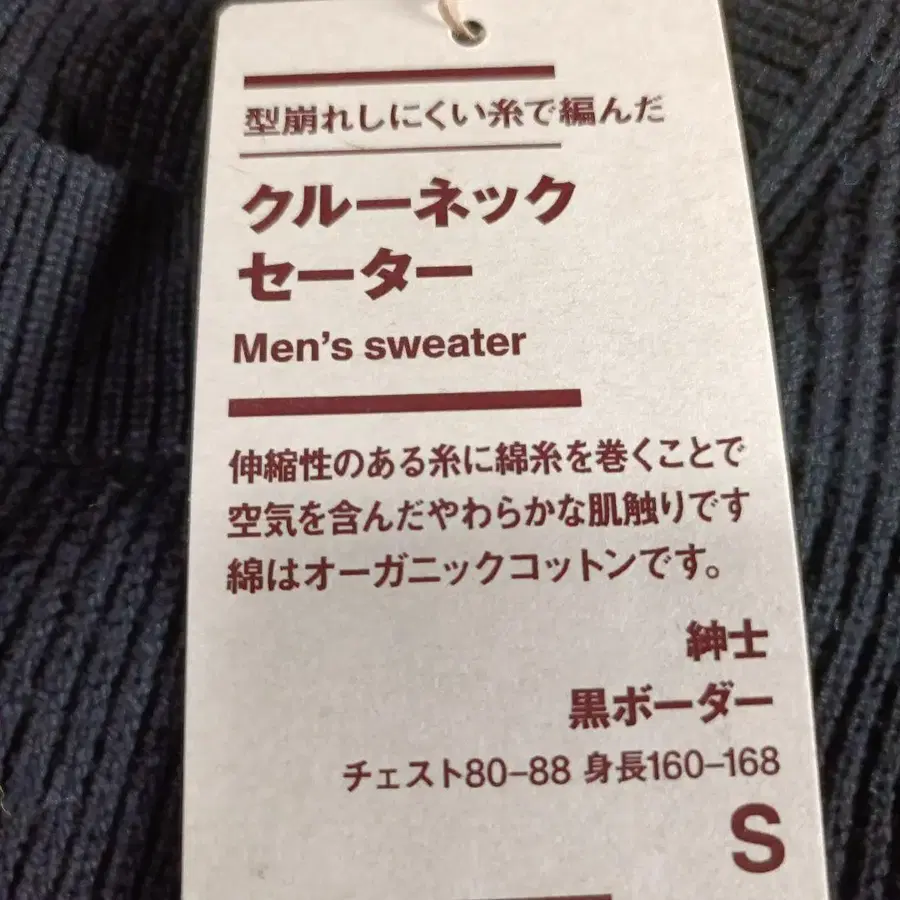 型崩れしにくい糸で編んだ
クルーネック
セーター
Men's sweater
伸縮性のある糸に綿糸を巻くことで
空気を含んだやわらかな肌触りです
綿はオーガニックコットンです。
紳士
黒ボーダー
チェスト80–88 身長160–168
S